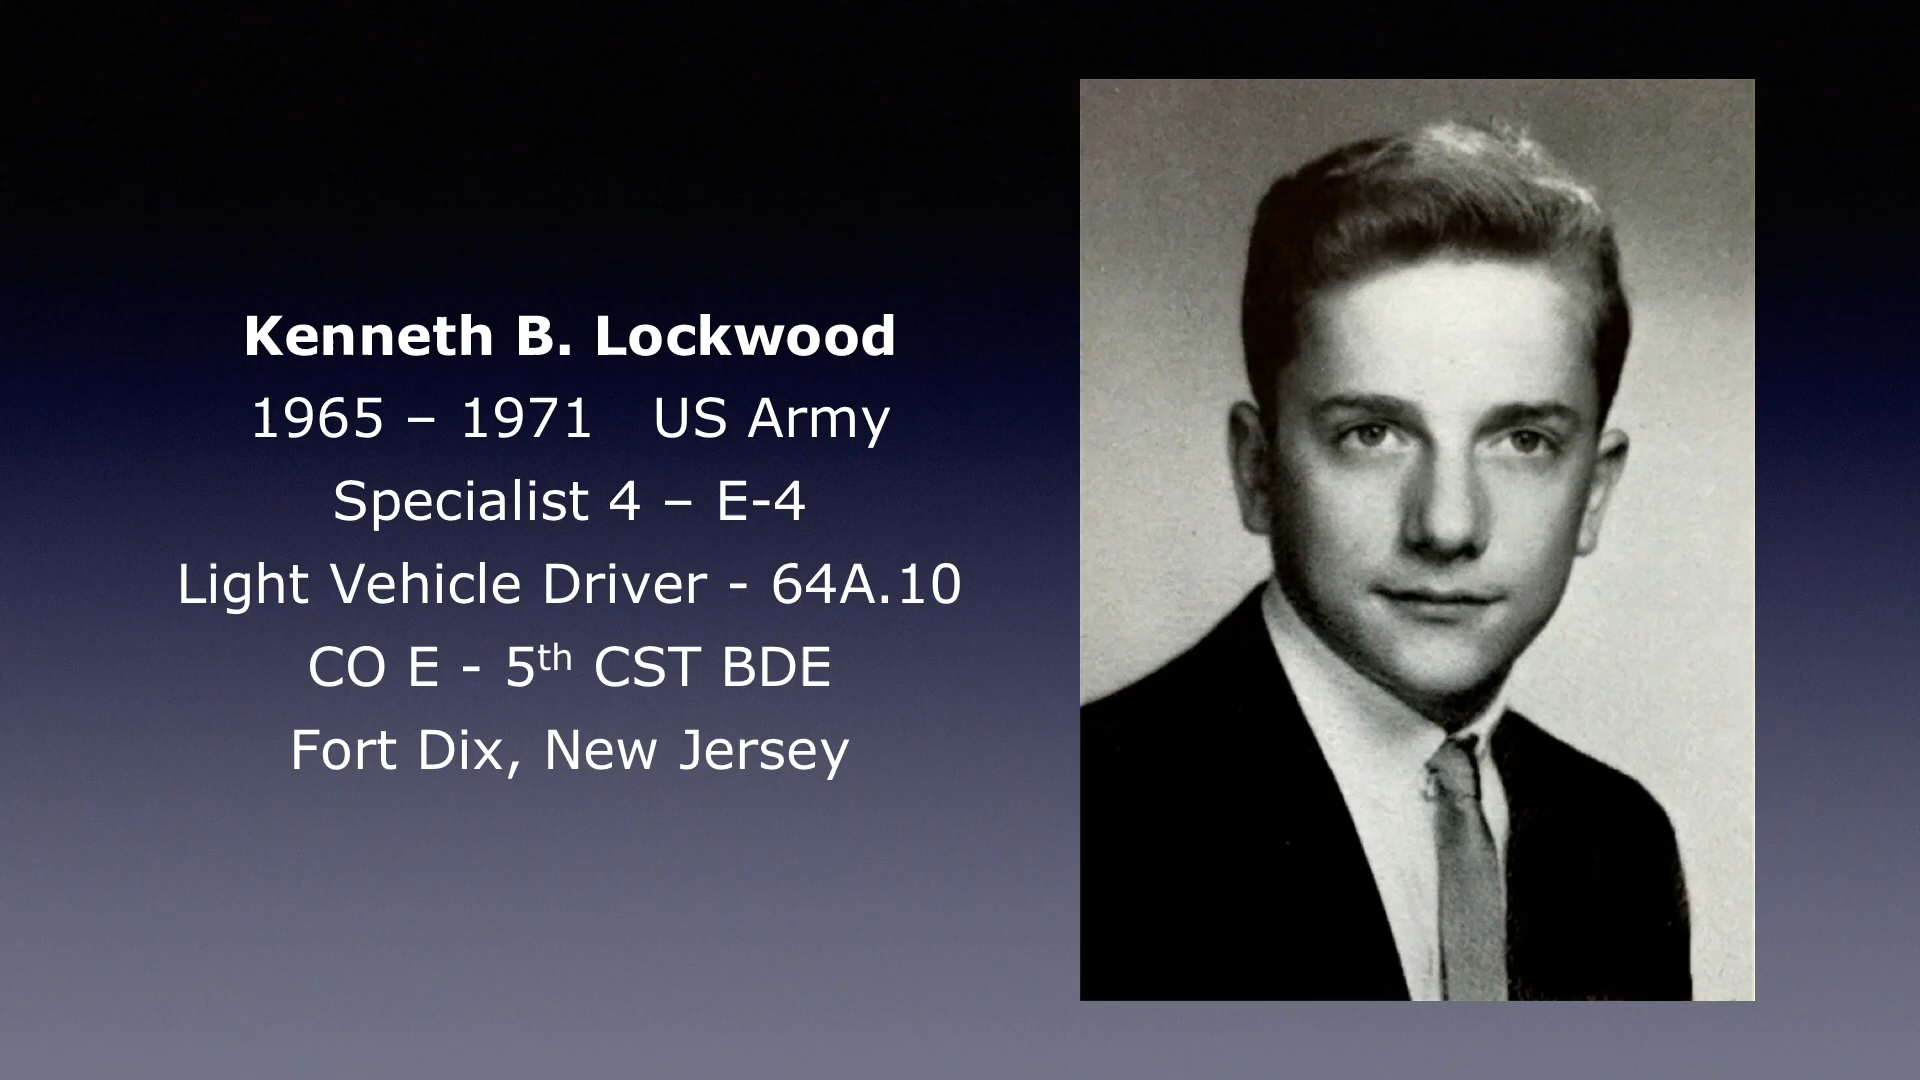 Kenneth B. Lockwood
1965 – 1971   US Army
Specialist 4 – E-4
Light Vehicle Driver - 64A.10
CO E - 5th CST BDE
Fort Dix, New Jersey